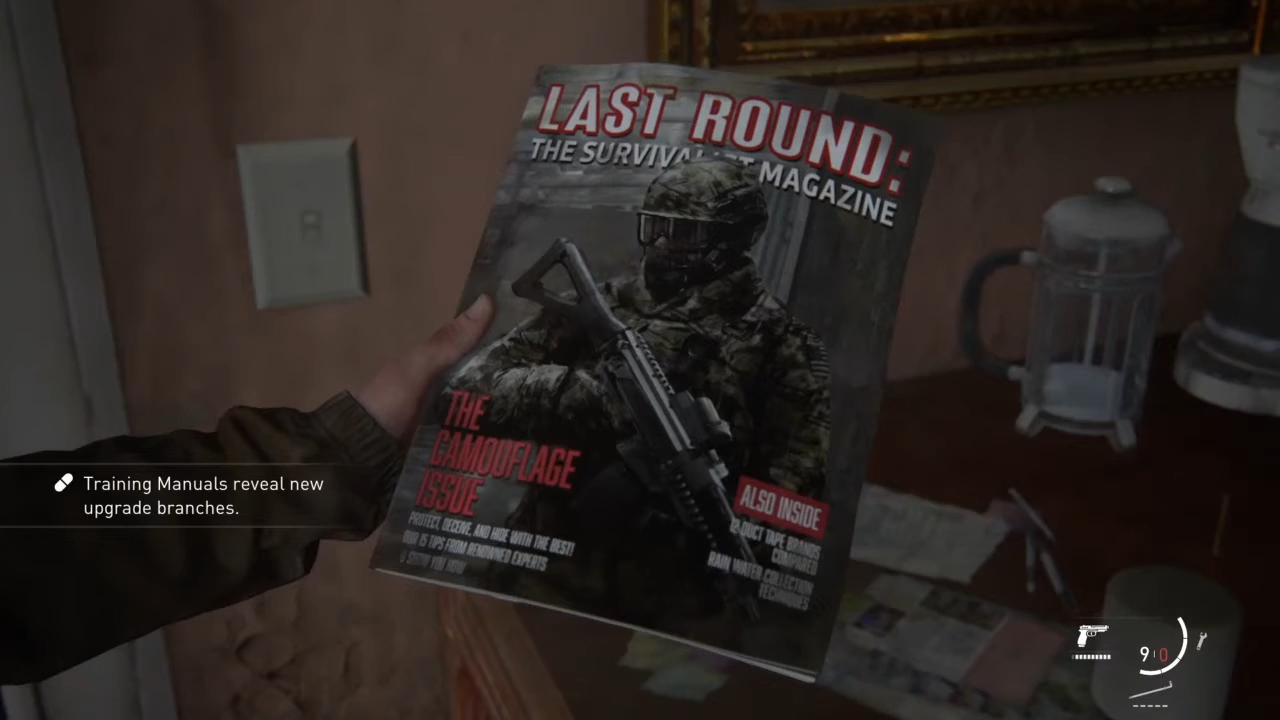 LAST ROUND:
THE MAGAZINE
THE
CAMOUFLAGE
ISSUE
PROTECT, DECEIVE, AND HIDE WITH THE BEST!
OUR 15 TIPS FROM RENOWNED EXPERTS
ALSO INSIDE
DUCT TAPE BRANDS
COMPARED
RAIN WATER COLLECTION
TECHNIQUES
Training Manuals reveal new
upgrade branches.
9 0